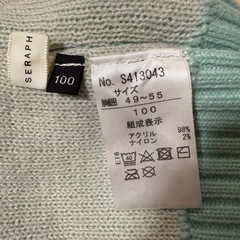 SERAPH
100
No. S413043
サイズ
胸囲 49～55
100
組成表示
アクリル 98%
ナイロン 2%
40